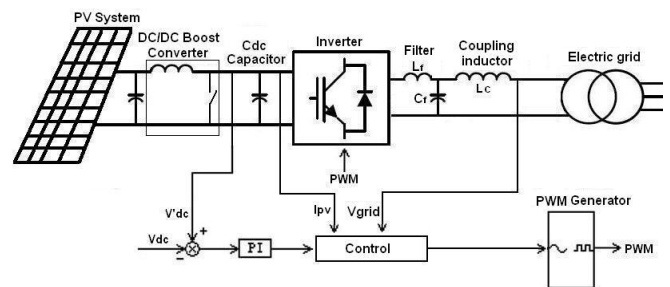 PV System
DC/DC Boost
Converter
Cdc
Capacitor
Inverter
Filter
Lf
Cf
Coupling
inductor
Lc
Electric grid
PWM
V'dc
Ipv
Vgrid
PWM Generator
Vdc
+
−
PI
Control
PWM